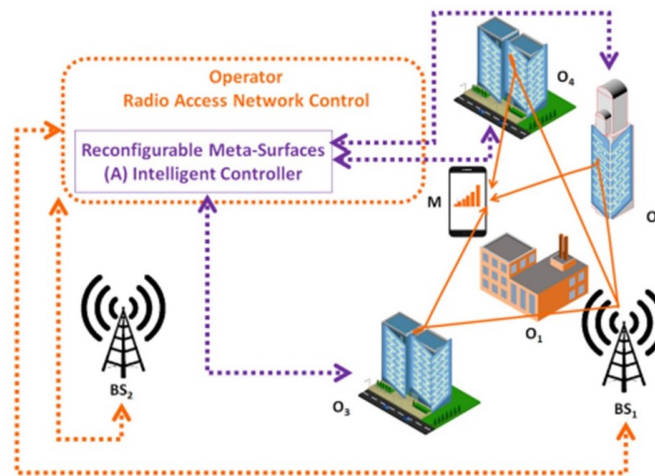 Operator
Radio Access Network Control
Reconfigurable Meta-Surfaces
(A) Intelligent Controller
O₄
M
O
O₁
BS₂
O₃
BS₁